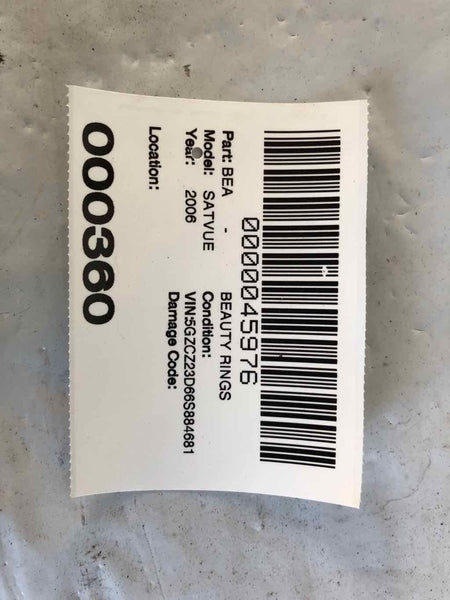 0000045976
Part: BEA - BEAUTY RINGS
Model: SATVUE Condition:
Year: 2006 VIN:5GZCZ23D66S884681
Damage Code:
Location:
000360